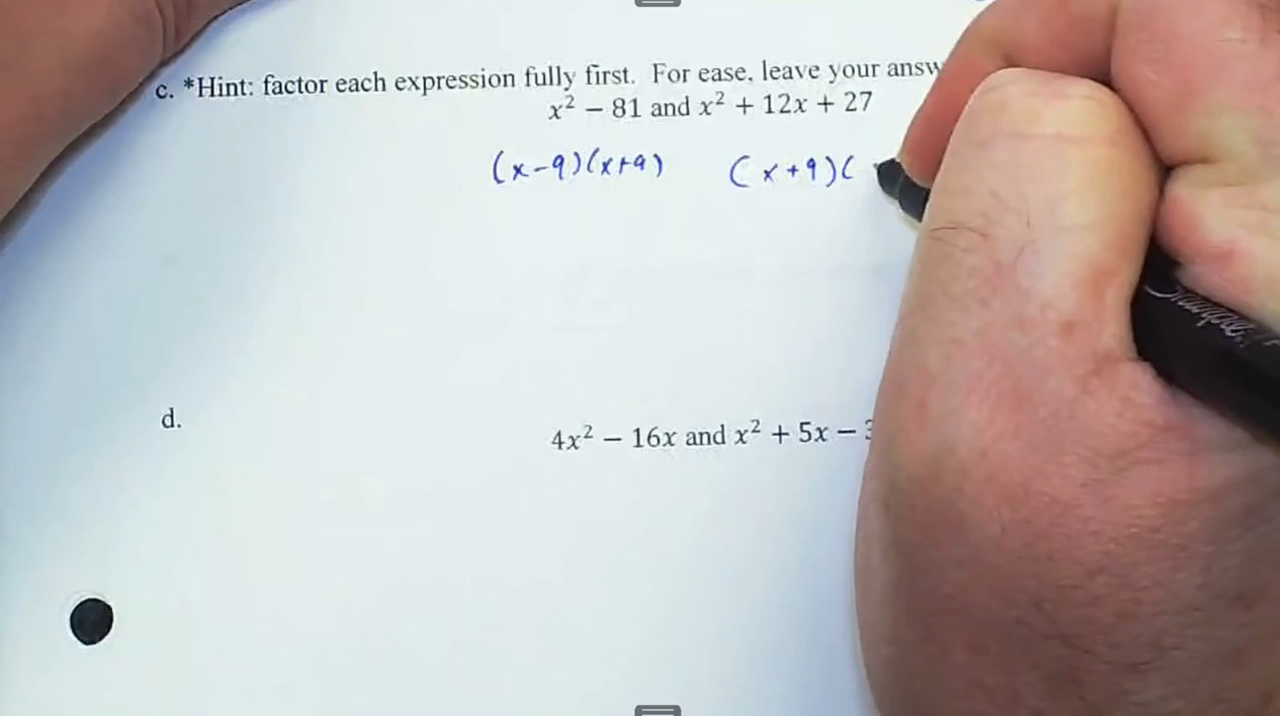 c. *Hint: factor each expression fully first. For ease, leave your
x² − 81 and x² + 12x + 27
(x-9)(x+9) (x+9)(
d.
4x² − 16x and x² + 5x −